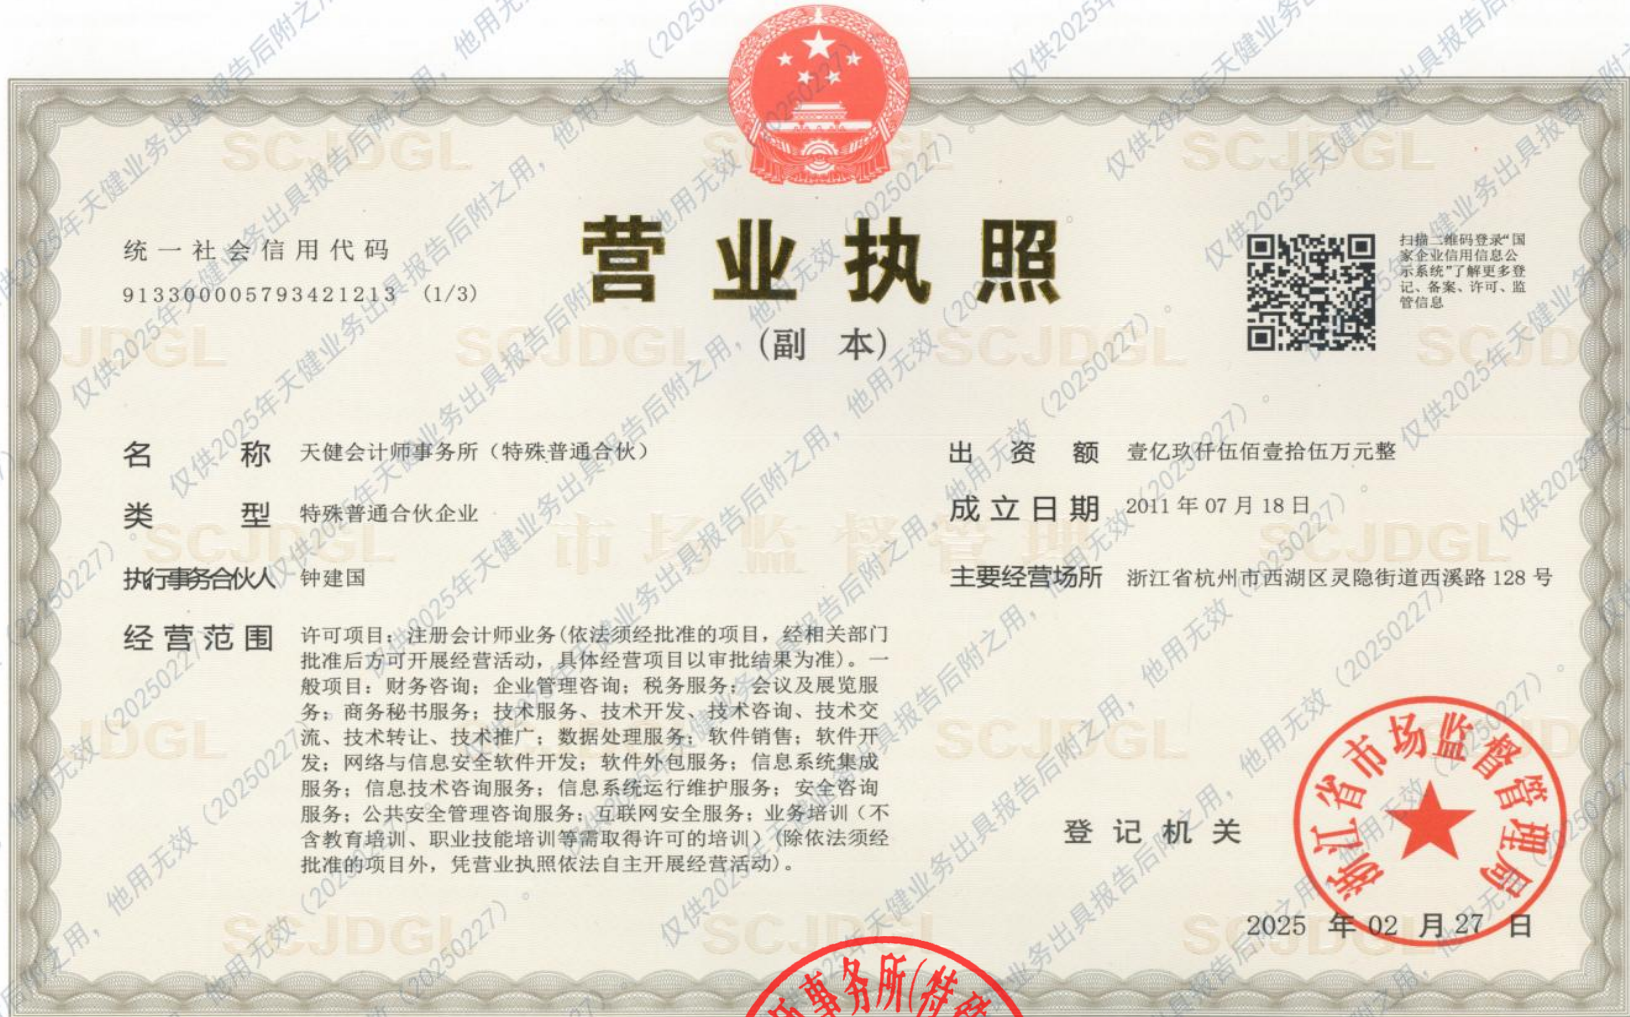 营业执照
(副 本)
统一社会信用代码
913300005793421213 (1/3)
扫描二维码登录“国
家企业信用信息公
示系统”了解更多登
记、备案、许可、监
管信息
名 称 天健会计师事务所（特殊普通合伙）
类 型 特殊普通合伙企业
执行事务合伙人 钟建国
经营范围 许可项目：注册会计师业务(依法须经批准的项目，经相关部门
批准后方可开展经营活动，具体经营项目以审批结果为准)。一
般项目：财务咨询；企业管理咨询；税务服务；会议及展览服
务；商务秘书服务；技术服务、技术开发、技术咨询、技术交
流、技术转让、技术推广；数据处理服务；软件销售；软件开
发；网络与信息安全软件开发；软件外包服务；信息系统集成
服务；信息技术咨询服务；信息系统运行维护服务；安全咨询
服务；公共安全管理咨询服务；互联网安全服务；业务培训（不
含教育培训、职业技能培训等需取得许可的培训）(除依法须经
批准的项目外，凭营业执照依法自主开展经营活动)。
出 资 额 壹亿玖仟伍佰壹拾伍万元整
成立日期 2011 年 07 月 18 日
主要经营场所 浙江省杭州市西湖区灵隐街道西溪路 128 号
登记机关
浙江省市场监督管理局
2025 年 02 月 27 日
事务所(特殊
SCJDGL
市场监督管理
仅供2025年天健业务出具报告后附之用，他用无效（20250227）。